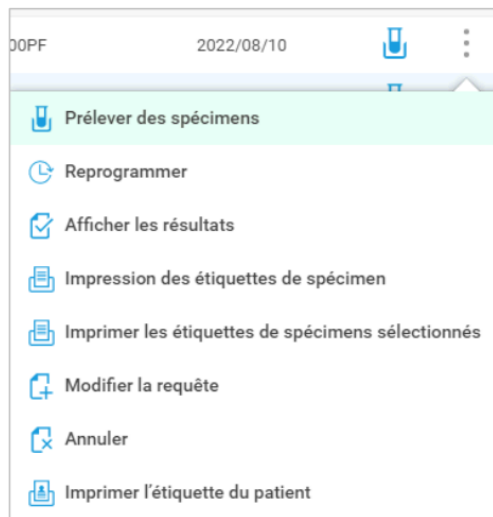 00PF 2022/08/10
Prélever des spécimens
Reprogrammer
Afficher les résultats
Impression des étiquettes de spécimen
Imprimer les étiquettes de spécimens sélectionnés
Modifier la requête
Annuler
Imprimer l'étiquette du patient